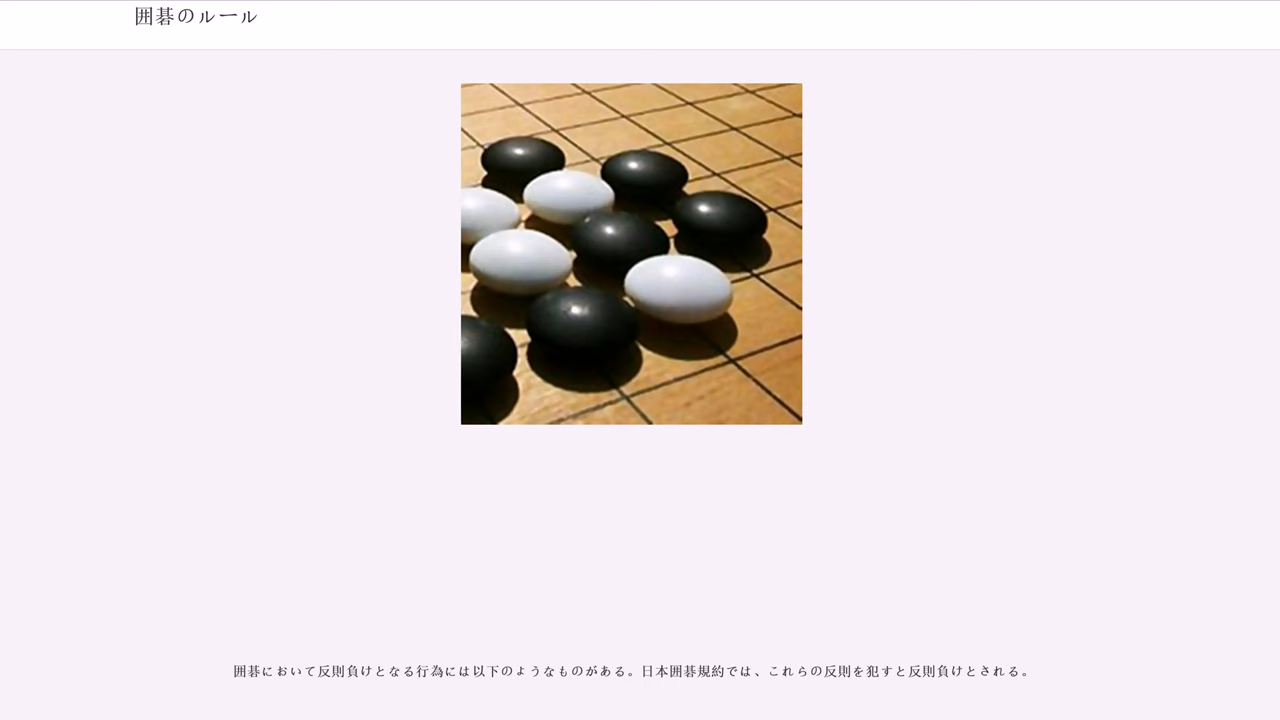 囲碁のルール
囲碁において反則負けとなる行為には以下のようなものがある。日本囲碁規約では、これらの反則を犯すと反則負けとされる。